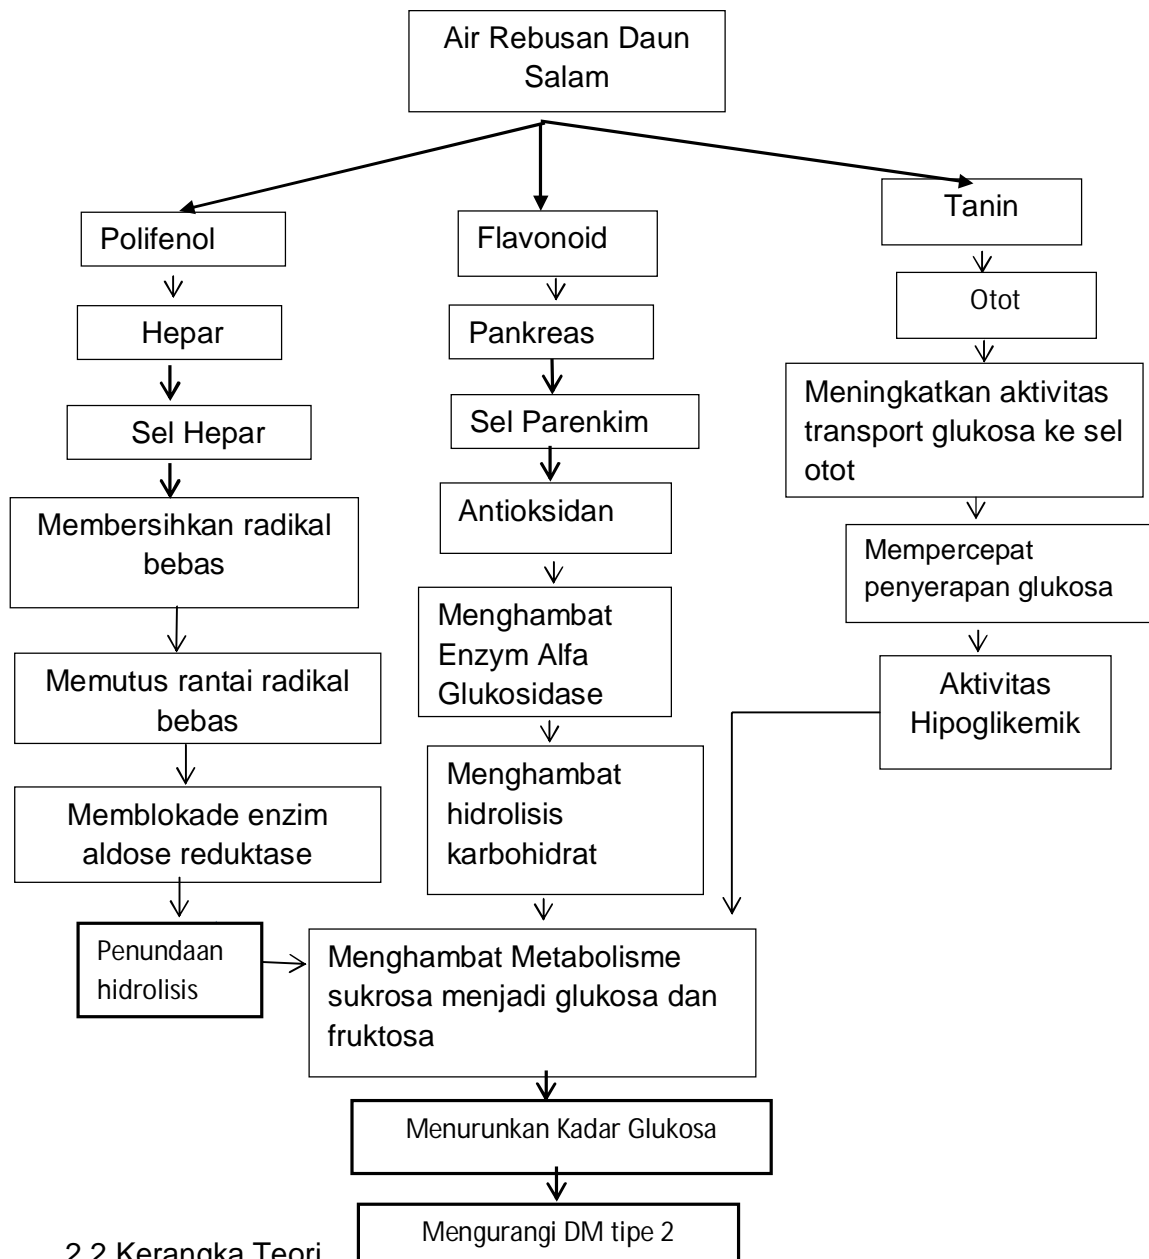 Air Rebusan Daun
Salam
Polifenol
Flavonoid
Tanin
Hepar
Pankreas
Otot
Sel Hepar
Sel Parenkim
Meningkatkan aktivitas
transport glukosa ke sel
otot
Membersihkan radikal
bebas
Antioksidan
Mempercepat
penyerapan glukosa
Memutus rantai radikal
bebas
Menghambat
Enzym Alfa
Glukosidase
Aktivitas
Hipoglikemik
Memblokade enzim
aldose reduktase
Menghambat
hidrolisis
karbohidrat
Penundaan
hidrolisis
Menghambat Metabolisme
sukrosa menjadi glukosa dan
fruktosa
Menurunkan Kadar Glukosa
Mengurangi DM tipe 2
2.2 Kerangka Teori